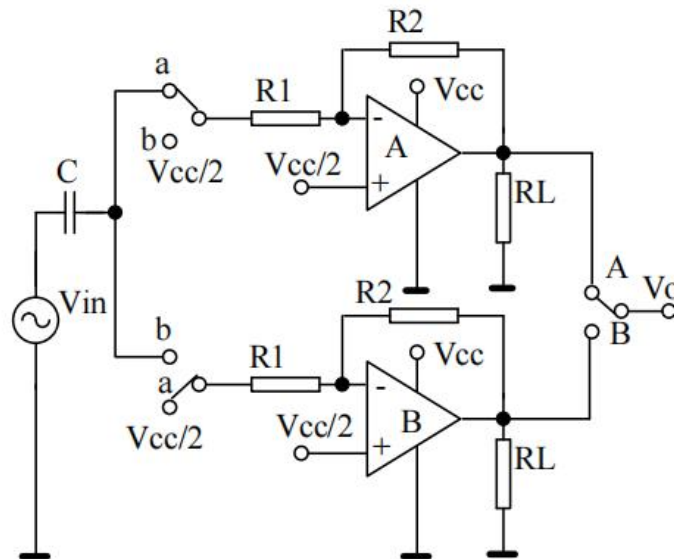 R2
a
R1
Vcc
b
Vcc/2
Vcc/2
-
A
+
C
RL
Vin
A
Vo
B
R2
b
R1
Vcc
a
Vcc/2
Vcc/2
-
B
+
RL